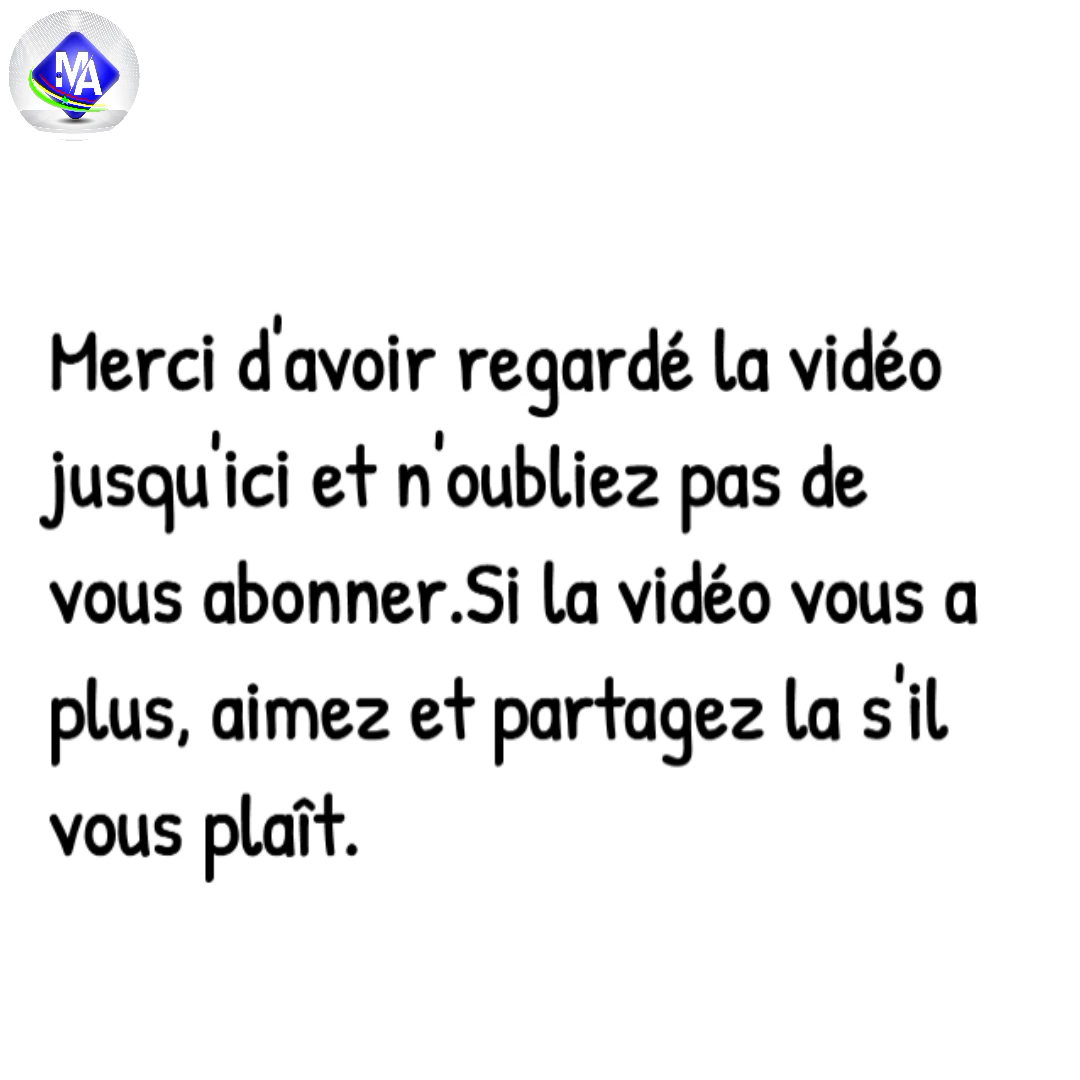 MA
Merci d'avoir regardé la vidéo
jusqu'ici et n'oubliez pas de
vous abonner.Si la vidéo vous a
plus, aimez et partagez la s'il
vous plaît.